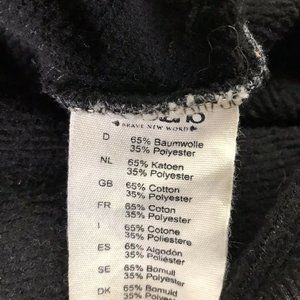 BRAVE NEW WORD
D 65% Baumwolle
35% Polyester
NL 65% Katoen
35% Polyester
GB 65% Cotton
35% Polyester
FR 65% Coton
35% Polyester
I 65% Cotone
35% Poliestere
ES 65% Algodón
35% Poliéster
SE 65% Bomull
35% Polyester
DK 65% Bomuld
35% Polyester